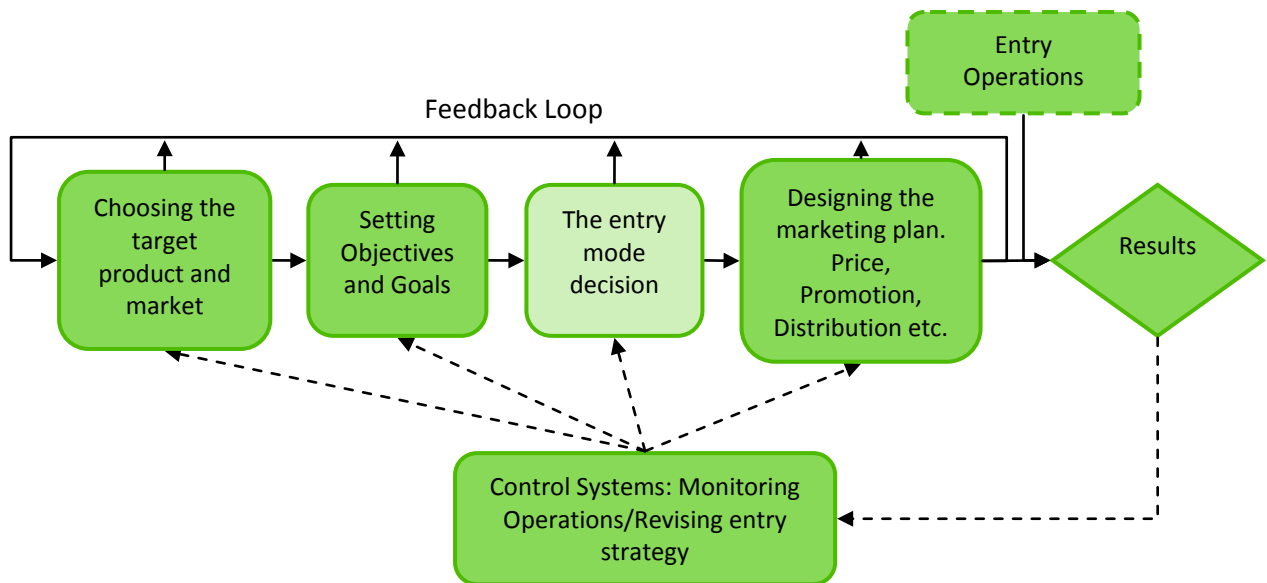 Entry
Operations
Feedback Loop
Choosing the
target
product and
market
Setting
Objectives
and Goals
The entry
mode
decision
Designing the
marketing plan.
Price,
Promotion,
Distribution etc.
Results
Control Systems: Monitoring
Operations/Revising entry
strategy